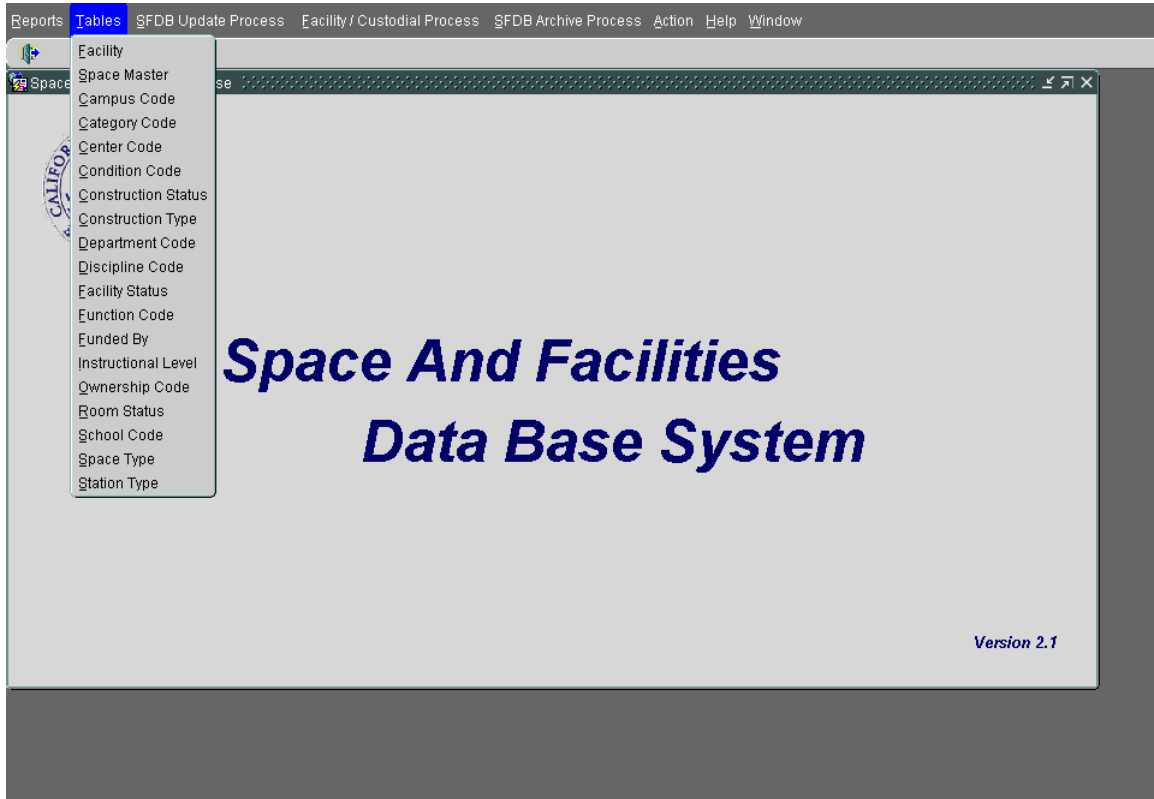 Reports Tables SFDB Update Process Facility / Custodial Process SFDB Archive Process Action Help Window
Facility
Space se
Space Master
Campus Code
Category Code
Center Code
Condition Code
CALIFOR
Construction Status
Construction Type
Department Code
Discipline Code
Facility Status
Function Code
Funded By
Instructional Level
Ownership Code
Room Status
School Code
Space Type
Station Type
Space And Facilities
Data Base System
Version 2.1